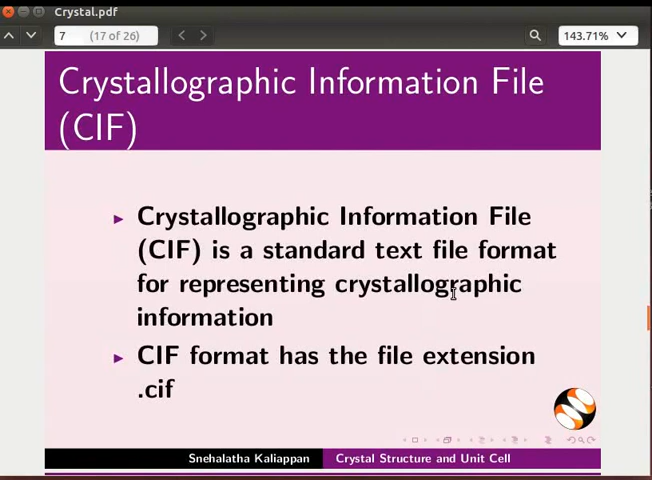 Crystal.pdf
7 (17 of 26) 143.71%
Crystallographic Information File
(CIF)
Crystallographic Information File
(CIF) is a standard text file format
for representing crystallographic
information
CIF format has the file extension
.cif
Snehalatha Kaliappan Crystal Structure and Unit Cell